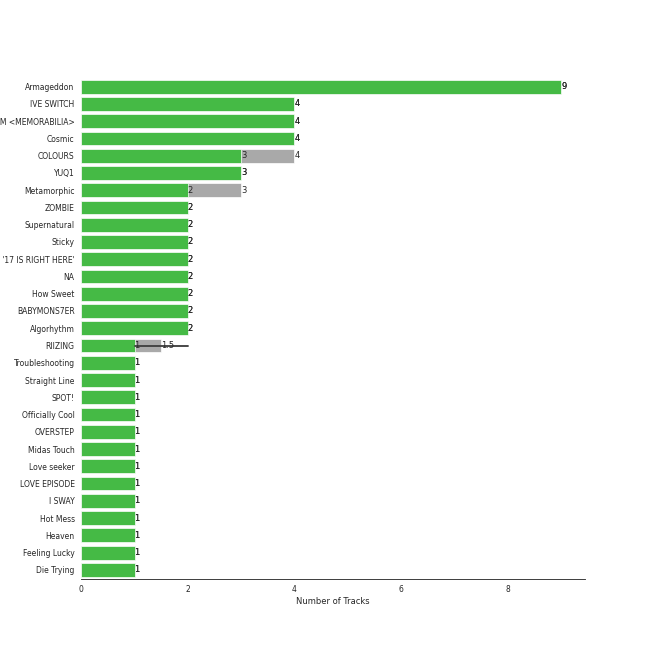 Armageddon 9
IVE SWITCH 4
M <MEMORABILIA> 4
Cosmic 4
COLOURS 3 4
YUQ1 3
Metamorphic 2 3
ZOMBIE 2
Supernatural 2
Sticky 2
'17 IS RIGHT HERE' 2
NA 2
How Sweet 2
BABYMONS7ER 2
Algorhythm 2
RIIZING 1 1.5
Troubleshooting 1
Straight Line 1
SPOT! 1
Officially Cool 1
OVERSTEP 1
Midas Touch 1
Love seeker 1
LOVE EPISODE 1
I SWAY 1
Hot Mess 1
Heaven 1
Feeling Lucky 1
Die Trying 1
0 2 4 6 8
Number of Tracks